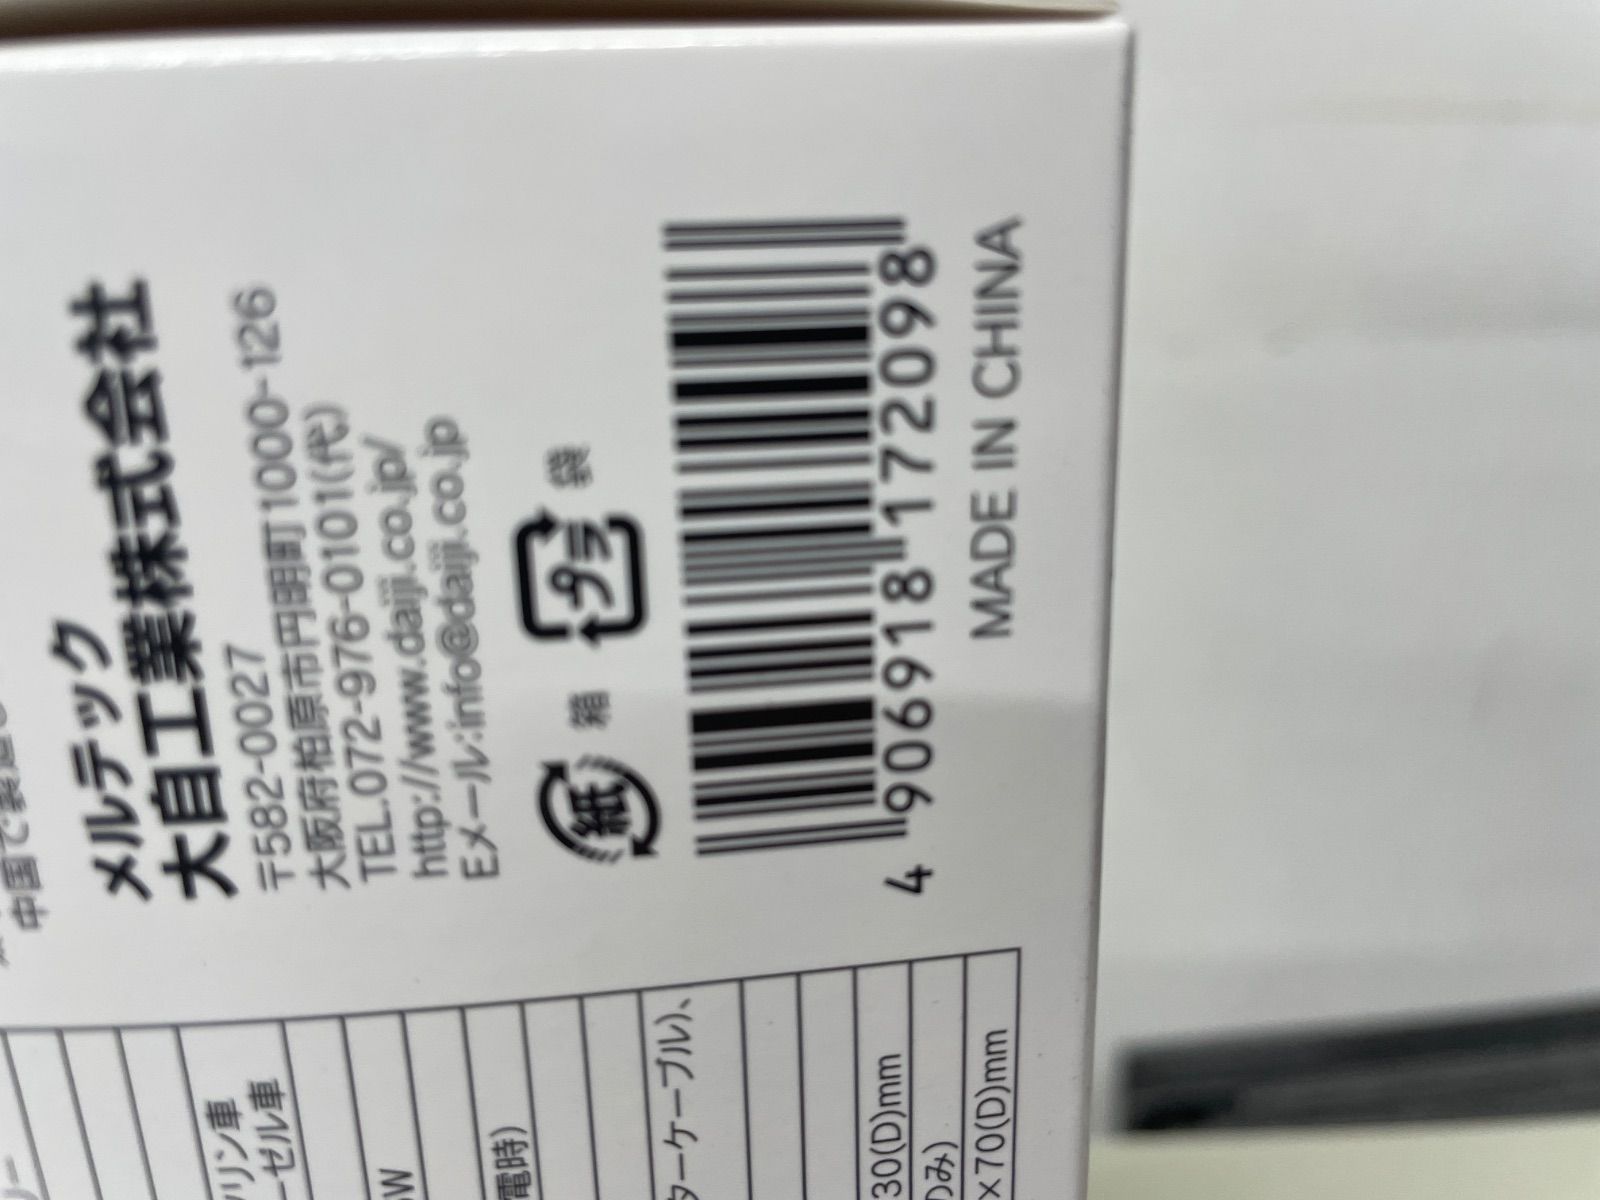 中国で製造
メルテック
大自工業株式会社
〒582-0027
大阪府柏原市円明町1000-126
TEL.072-976-0101(代)
http://www.daiji.co.jp/
Eメール:info@daiji.co.jp
紙 箱
プラ 袋
4 906918 172098
MADE IN CHINA
リン車
ーゼル車
W
電時)
ターケーブル)、
30(D)mm
のみ)
×70(D)mm